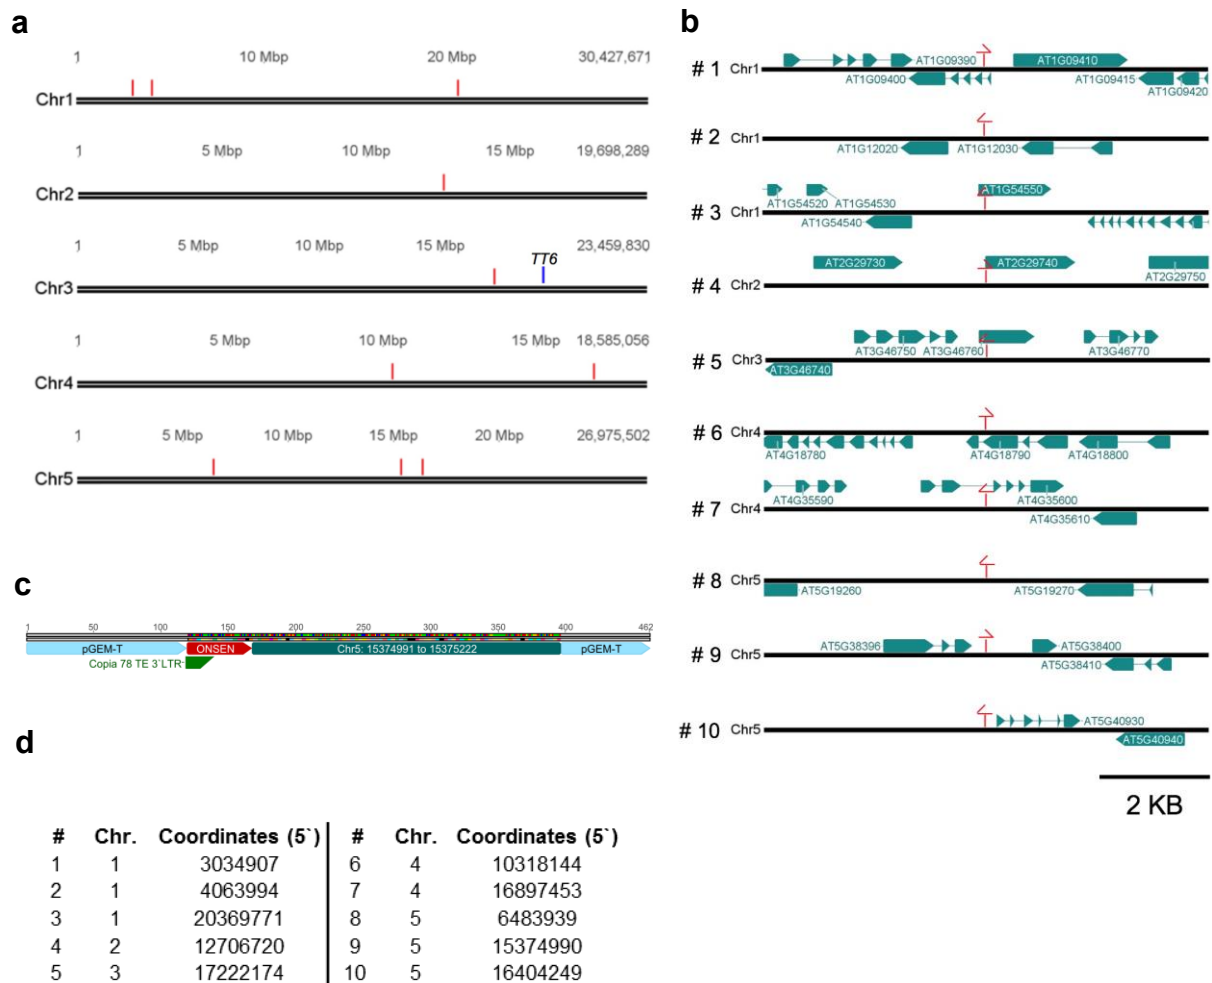 a
1 10 Mbp 20 Mbp 30,427,671
Chr1
1 5 Mbp 10 Mbp 15 Mbp 19,698,289
Chr2
1 5 Mbp 10 Mbp 15 Mbp 23,459,830
TT6
Chr3
1 5 Mbp 10 Mbp 15 Mbp 18,585,056
Chr4
1 5 Mbp 10 Mbp 15 Mbp 20 Mbp 26,975,502
Chr5
b
# 1 Chr1 AT1G09390 AT1G09410
AT1G09400 AT1G09415
AT1G09420
# 2 Chr1
AT1G12020 AT1G12030
# 3 Chr1 AT1G54550
AT1G54520 AT1G54530
AT1G54540
# 4 Chr2 AT2G29730 AT2G29740
AT2G29750
# 5 Chr3 AT3G46750 AT3G46760 AT3G46770
AT3G46740
# 6 Chr4
AT4G18780 AT4G18790 AT4G18800
# 7 Chr4 AT4G35590 AT4G35600
AT4G35610
# 8 Chr5
AT5G19260 AT5G19270
# 9 Chr5 AT5G38396 AT5G38400
AT5G38410
# 10 Chr5 AT5G40930
AT5G40940
2 KB
c
1 50 100 150 200 250 300 350 400 462
pGEM-T ONSEN Chr5: 15374991 to 15375222 pGEM-T
Copia 78 TE 3`LTR
d
# Chr. Coordinates (5`) # Chr. Coordinates (5`)
1 1 3034907 6 4 10318144
2 1 4063994 7 4 16897453
3 1 20369771 8 5 6483939
4 2 12706720 9 5 15374990
5 3 17222174 10 5 16404249